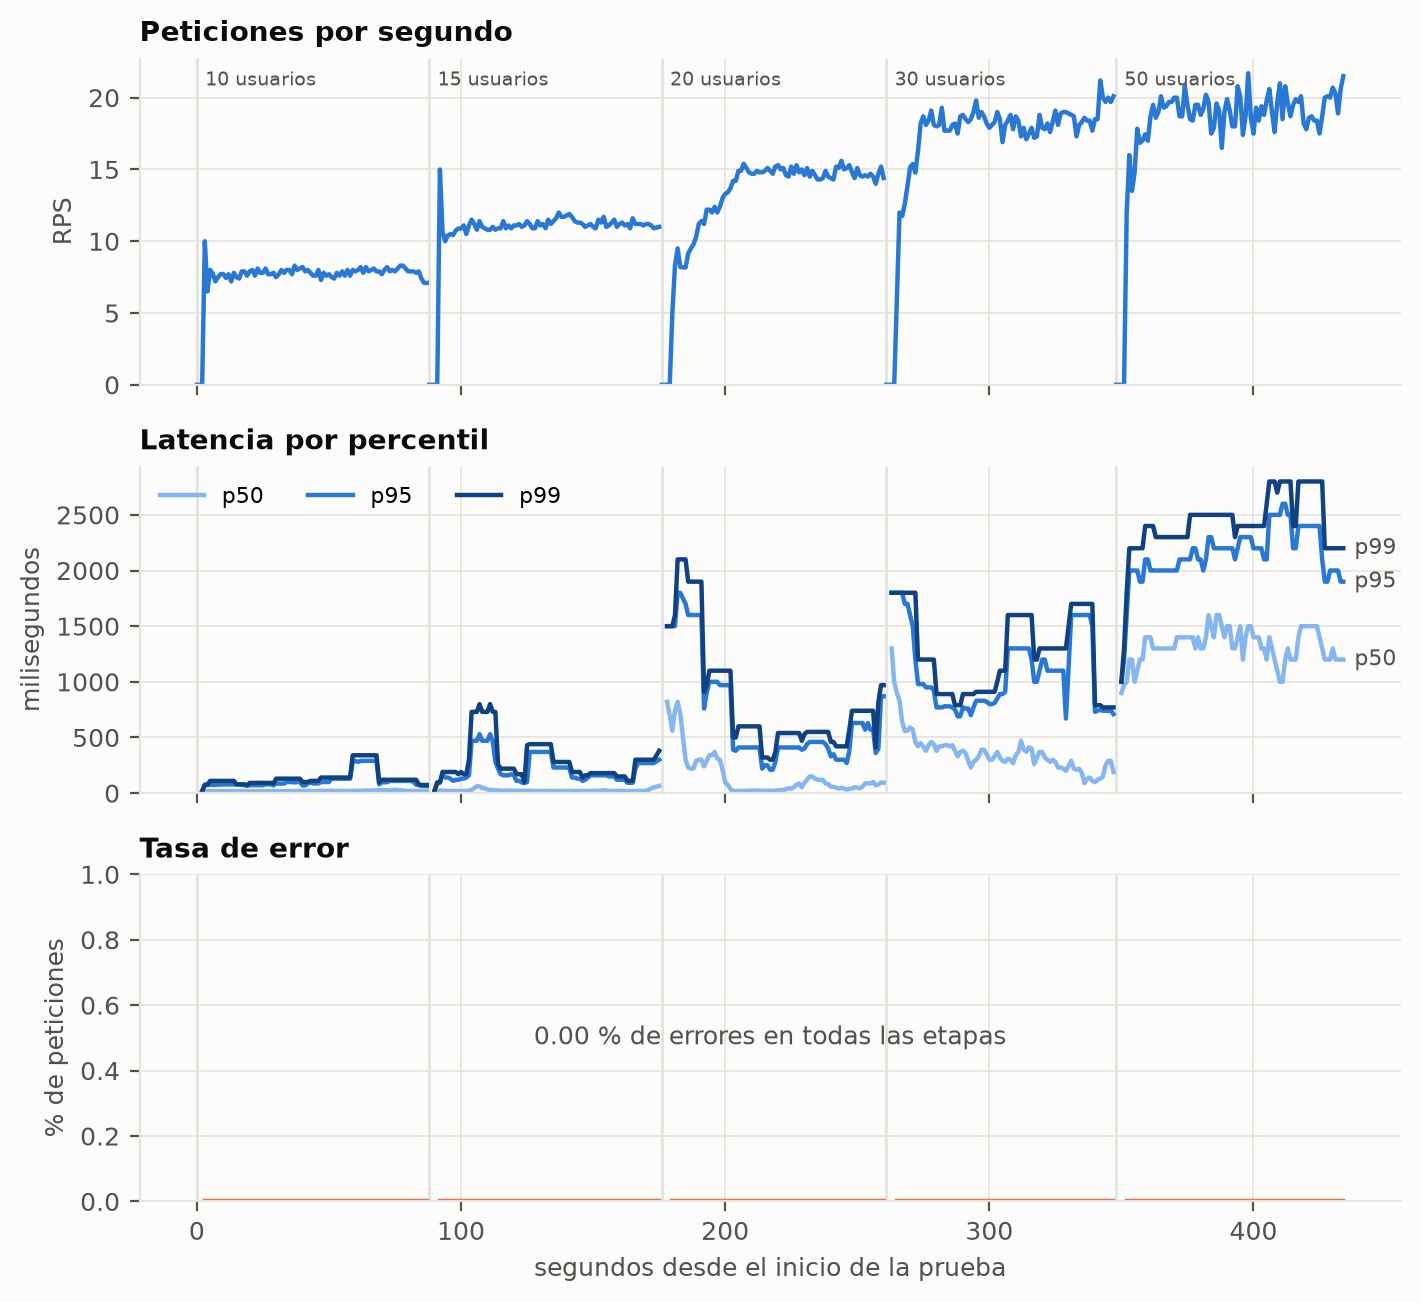 Peticiones por segundo
10 usuarios
15 usuarios
20 usuarios
30 usuarios
50 usuarios
20
15
10
5
0
RPS
Latencia por percentil
p50
p95
p99
2500
2000
1500
1000
500
0
milisegundos
p99
p95
p50
Tasa de error
1.0
0.8
0.6
0.4
0.2
0.0
% de peticiones
0.00 % de errores en todas las etapas
0
100
200
300
400
segundos desde el inicio de la prueba